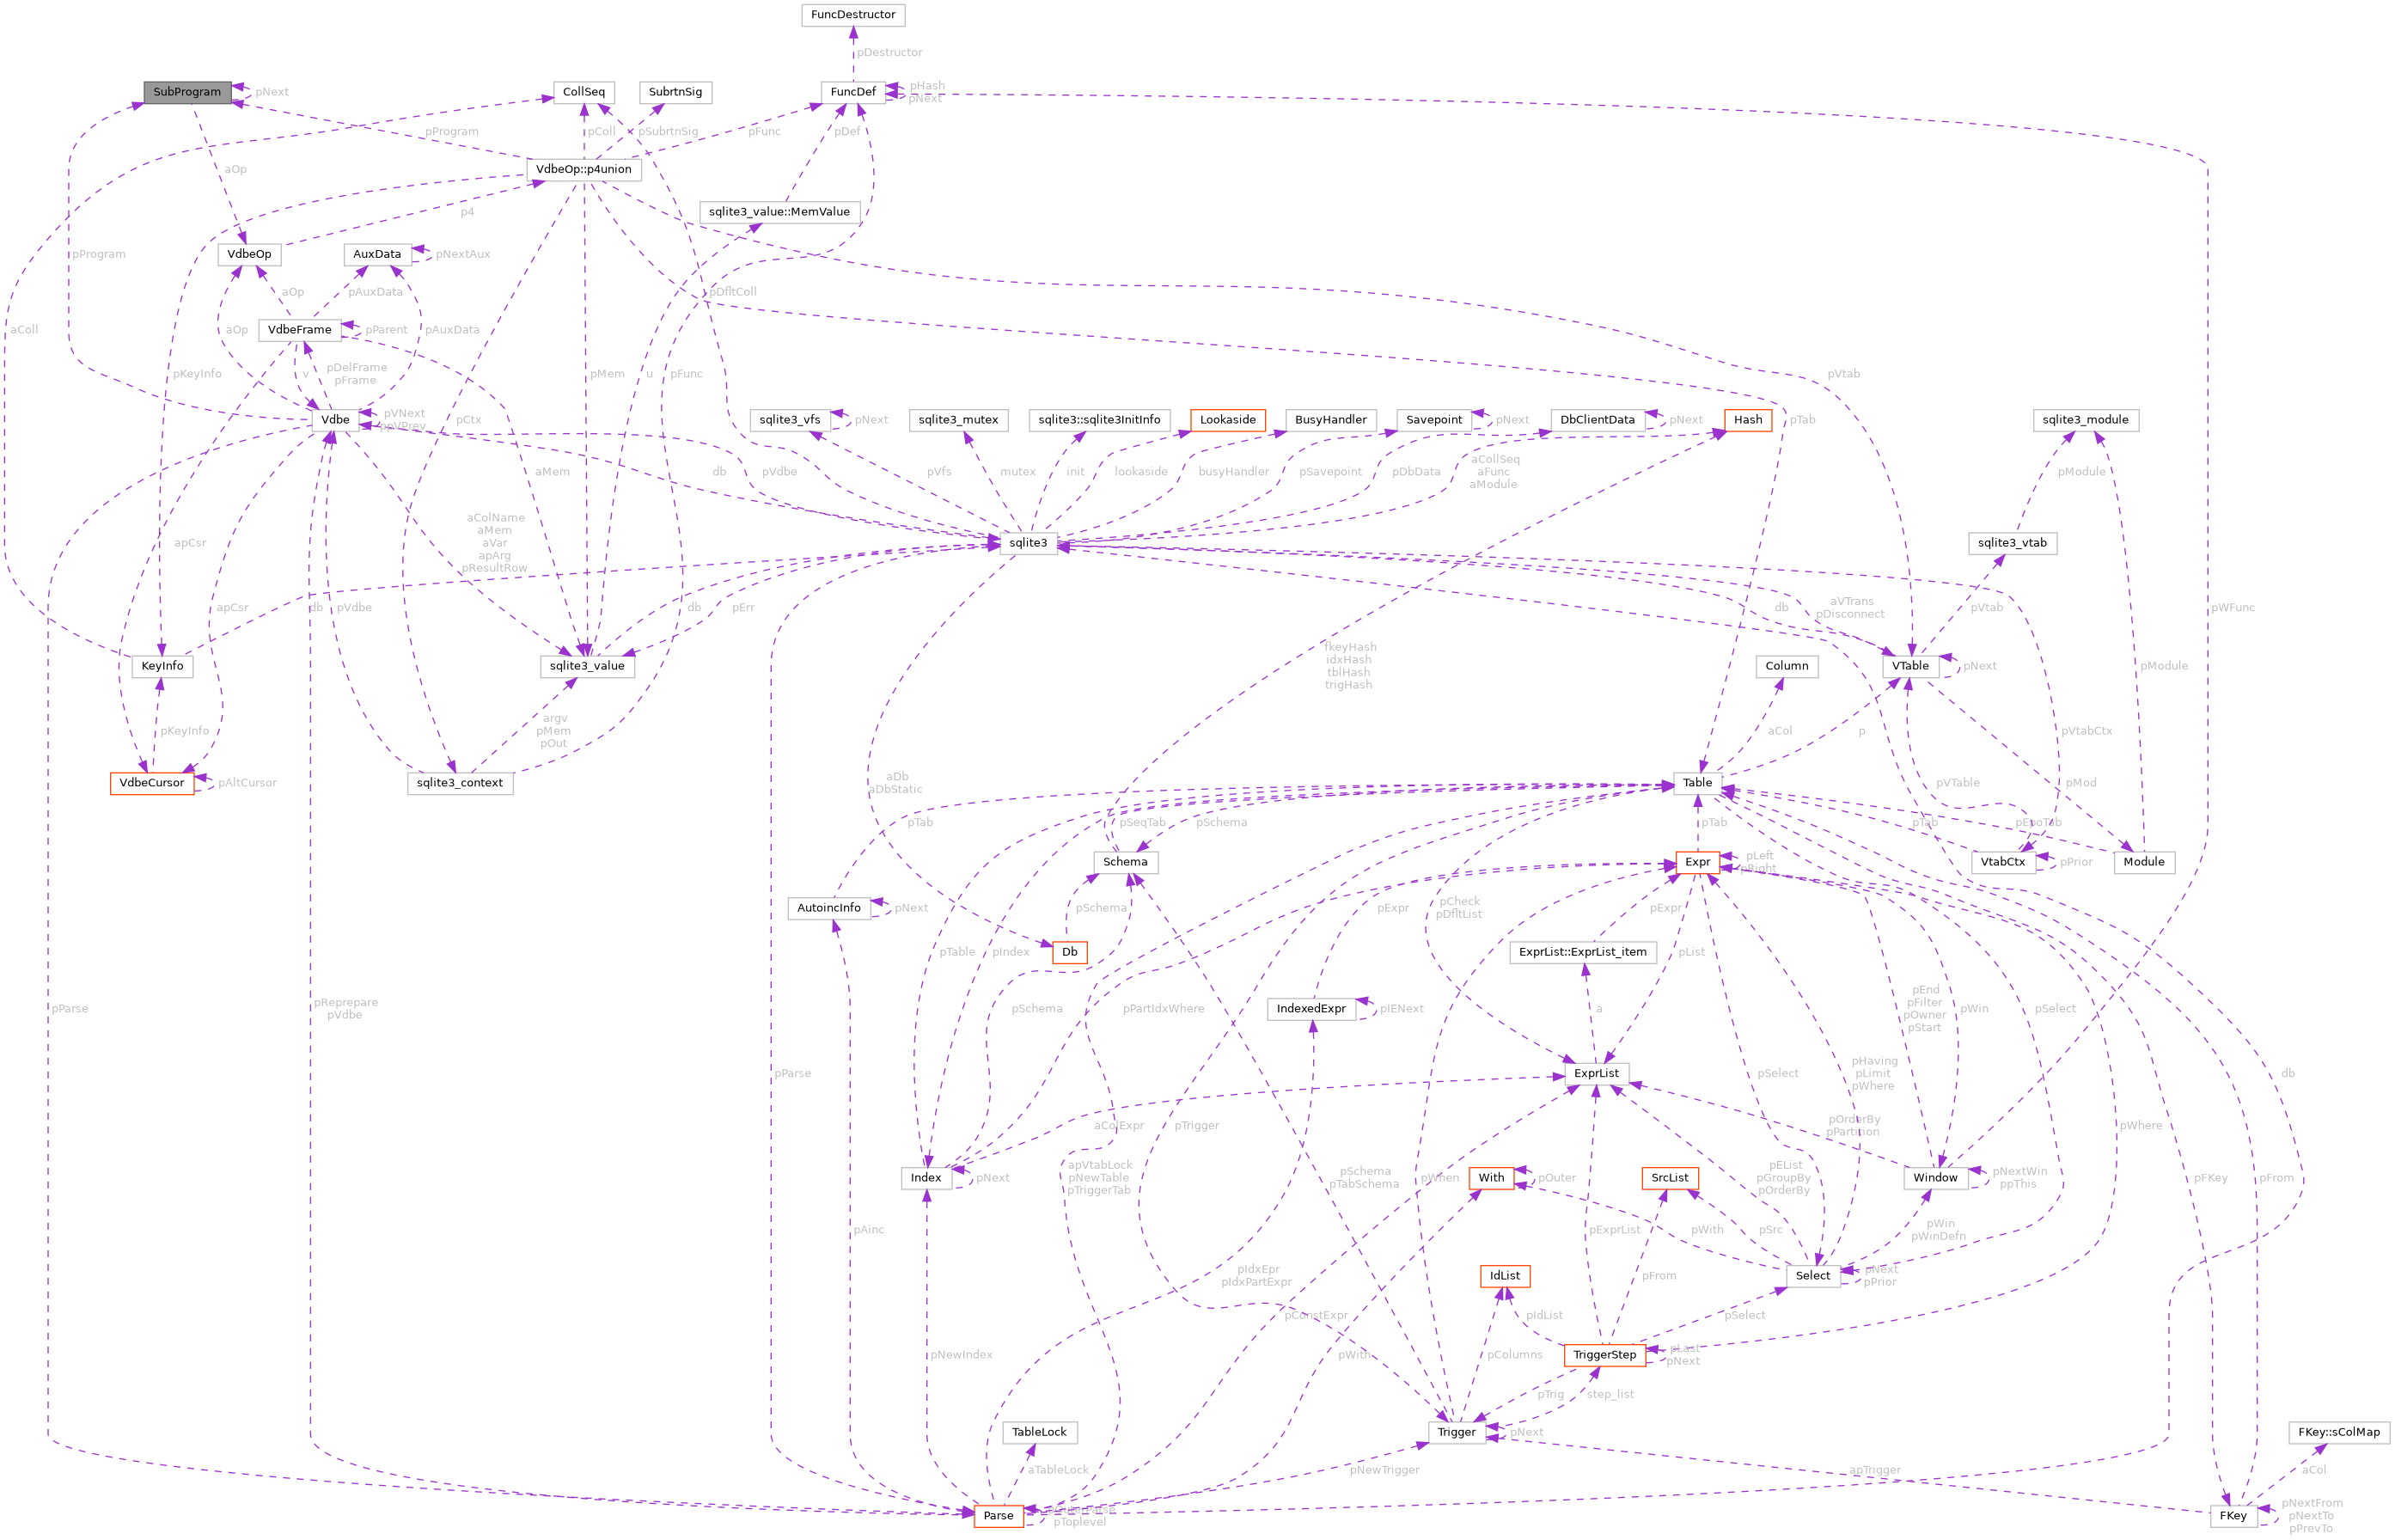 FuncDestructor
pDestructor
SubProgram
pNext
CollSeq
SubrtnSig
FuncDef
pHash
pNext
pProgram
pColl
pSubrtnSig
pFunc
pDef
aOp
VdbeOp::p4union
p4
sqlite3_value::MemValue
pProgram
VdbeOp
AuxData
pNextAux
aOp
pAuxData
pDfltColl
aColl
VdbeFrame
pParent
aOp
pAuxData
pKeyInfo
v
pDelFrame
pFrame
pMem
u
pFunc
pVtab
Vdbe
pVNext
ppVPrev
pCtx
sqlite3_vfs
pNext
sqlite3_mutex
sqlite3::sqlite3InitInfo
Lookaside
BusyHandler
Savepoint
pNext
DbClientData
pNext
Hash
pTab
sqlite3_module
aMem
db
pVdbe
pVfs
mutex
init
lookaside
busyHandler
pSavepoint
pDbData
aCollSeq
aFunc
aModule
pModule
aColName
aMem
aVar
apArg
pResultRow
apCsr
sqlite3
sqlite3_vtab
apCsr
db
pVdbe
db
pErr
db
aVTrans
pDisconnect
pVtab
pWFunc
KeyInfo
sqlite3_value
fkeyHash
idxHash
tblHash
trigHash
Column
VTable
pNext
pModule
pKeyInfo
argv
pMem
pOut
aCol
p
pVtabCtx
VdbeCursor
pAltCursor
sqlite3_context
aDb
aDbStatic
Table
pVTable
pMod
pTab
pSeqTab
pSchema
pTab
pTab
pEpoTab
Schema
Expr
pLeft
pRight
VtabCtx
pPrior
Module
AutoincInfo
pNext
pSchema
pExpr
pCheck
pDfltList
pExpr
pTable
pIndex
Db
pList
ExprList::ExprList_item
pReprepare
pVdbe
pParse
pSchema
pPartIdxWhere
IndexedExpr
pIENext
a
pEnd
pFilter
pOwner
pStart
pWin
pSelect
pParse
ExprList
pSelect
pHaving
pLimit
pWhere
db
aColExpr
pTrigger
pOrderBy
pPartition
pWhere
Index
pNext
apVtabLock
pNewTable
pTriggerTab
pSchema
pTabSchema
pWhen
With
pOuter
SrcList
pEList
pGroupBy
pOrderBy
Window
pNextWin
ppThis
pFKey
pFrom
pAinc
pExprList
pWith
pSrc
pWin
pWinDefn
pIdxEpr
pIdxPartExpr
IdList
pFrom
Select
pNext
pPrior
pConstExpr
pIdList
pSelect
pNewIndex
pWith
pColumns
TriggerStep
pLast
pNext
pTrig
step_list
TableLock
Trigger
pNext
FKey::sColMap
aTableLock
pNewTrigger
apTrigger
aCol
Parse
pToplevel
FKey
pNextFrom
pNextTo
pPrevTo